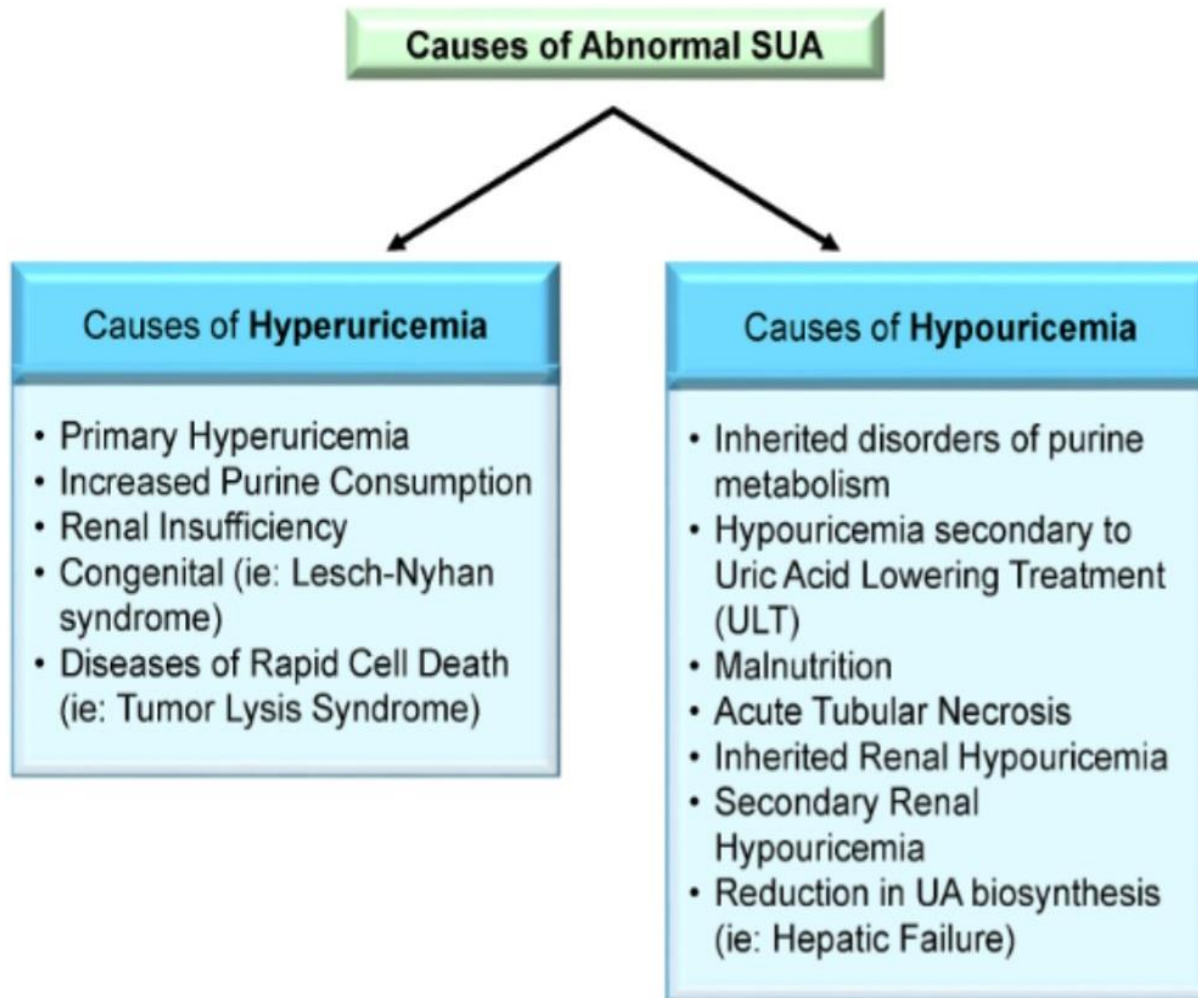 Causes of Abnormal SUA
Causes of Hyperuricemia
• Primary Hyperuricemia
• Increased Purine Consumption
• Renal Insufficiency
• Congenital (ie: Lesch-Nyhan
syndrome)
• Diseases of Rapid Cell Death
(ie: Tumor Lysis Syndrome)
Causes of Hypouricemia
• Inherited disorders of purine
metabolism
• Hypouricemia secondary to
Uric Acid Lowering Treatment
(ULT)
• Malnutrition
• Acute Tubular Necrosis
• Inherited Renal Hypouricemia
• Secondary Renal
Hypouricemia
• Reduction in UA biosynthesis
(ie: Hepatic Failure)